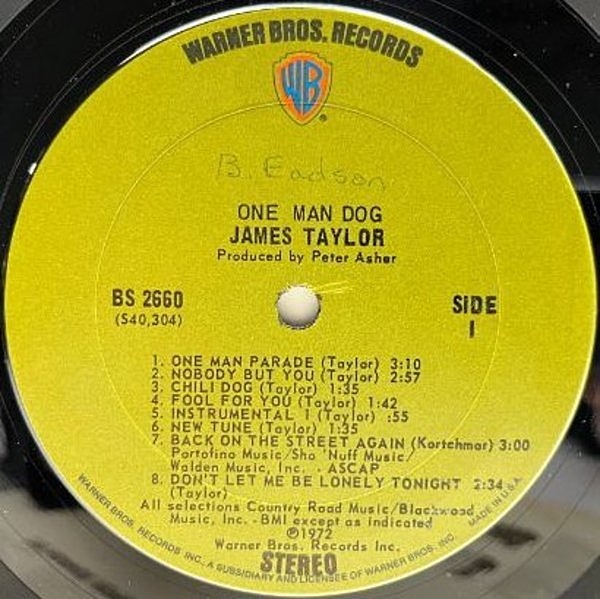 WARNER BROS. RECORDS
WB
®
B. Eadson
ONE MAN DOG
JAMES TAYLOR
Produced by Peter Asher
BS 2660
(S40,304)
SIDE
1
1. ONE MAN PARADE (Taylor) 3:10
2. NOBODY BUT YOU (Taylor) 2:57
3. CHILI DOG (Taylor) 1:35
4. FOOL FOR YOU (Taylor) 1:42
5. INSTRUMENTAL 1 (Taylor) :55
6. NEW TUNE (Taylor) 1:35
7. BACK ON THE STREET AGAIN (Kortchmar) 3:00
Portofino Music/Sho 'Nuff Music/
Walden Music, Inc. - ASCAP
8. DON'T LET ME BE LONELY TONIGHT 2:34
(Taylor)
All selections Country Road Music/Blackwood
Music, Inc. - BMI except as indicated
℗1972
Warner Bros. Records Inc.
STEREO
WARNER BROS. RECORDS INC., A SUBSIDIARY AND LICENSEE OF WARNER BROS. INC.
MADE IN U.S.A.